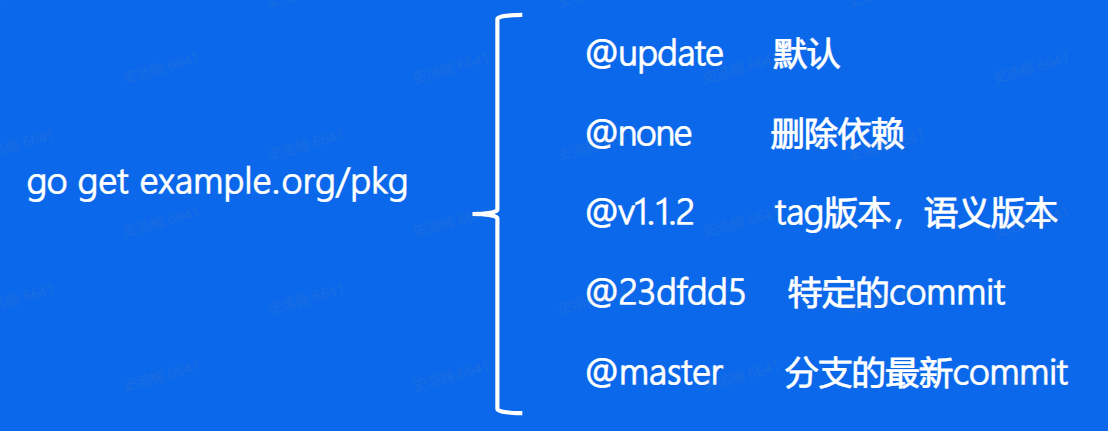 go get example.org/pkg
@update 默认
@none 删除依赖
@v1.1.2 tag版本，语义版本
@23dfdd5 特定的commit
@master 分支的最新commit